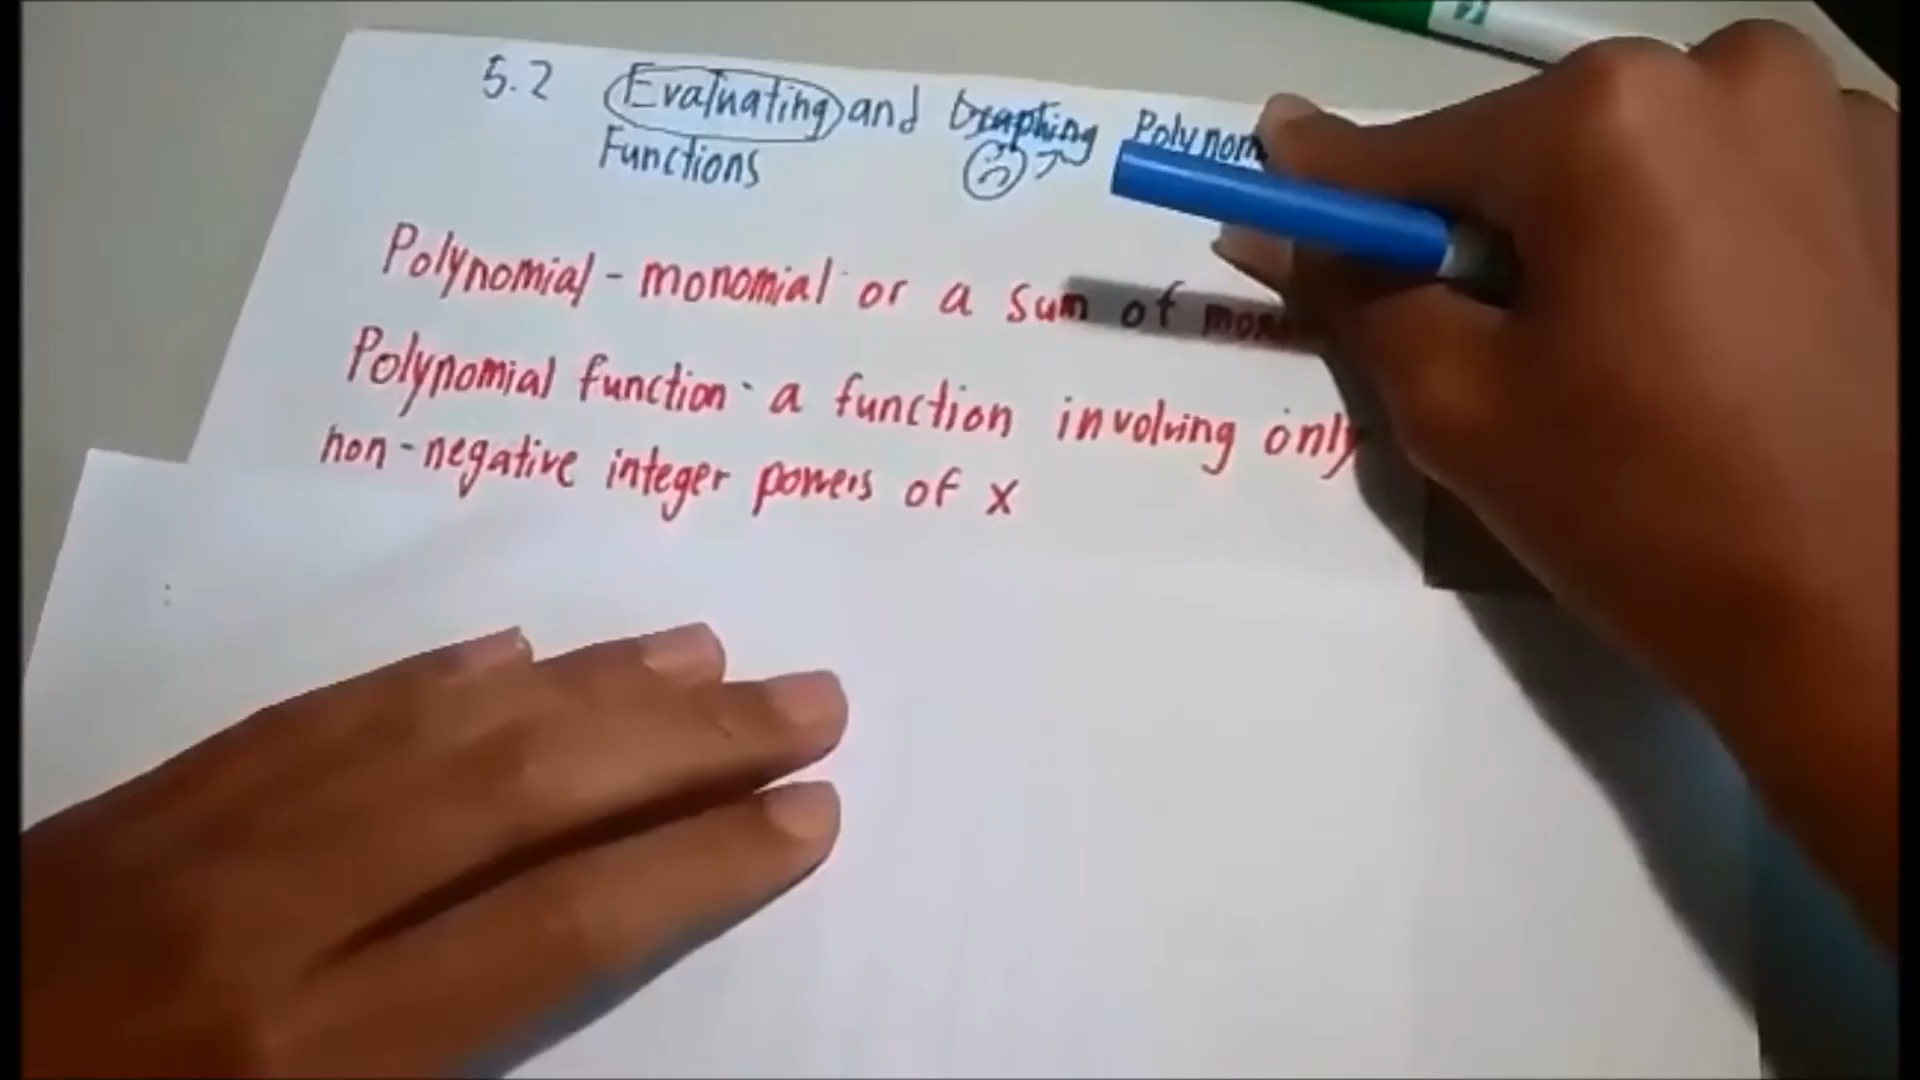 5.2 Evaluating and Graphing Polynom
Functions
Polynomial - monomial or a sum of mon
Polynomial function - a function involving only
non-negative integer powers of x